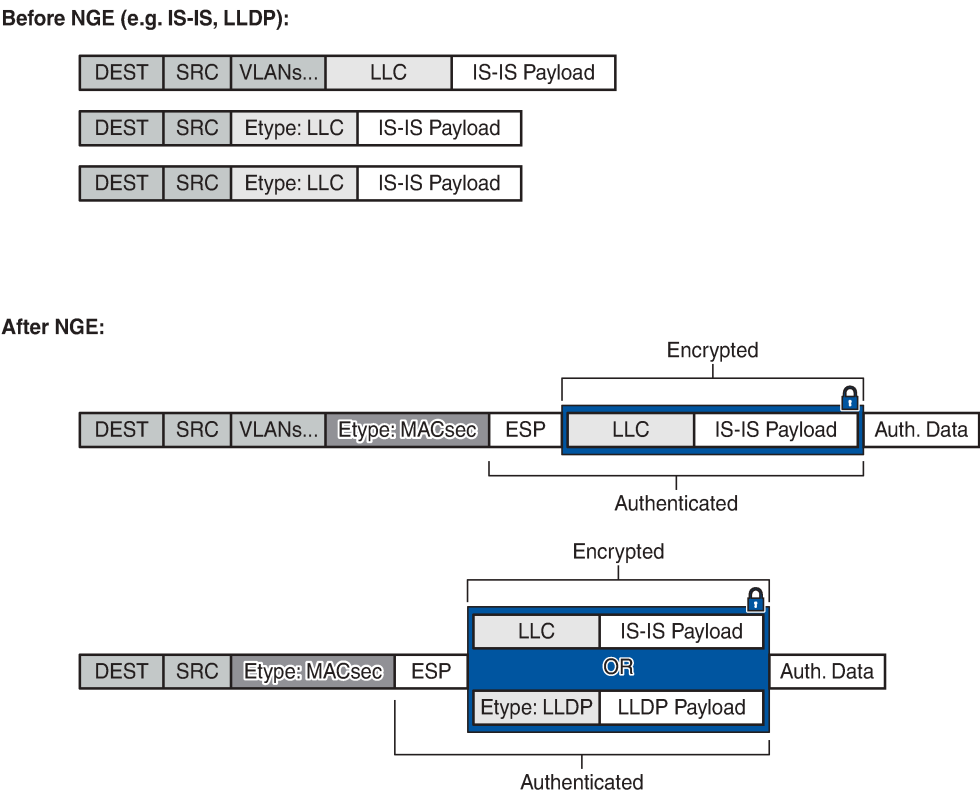 Before NGE (e.g. IS-IS, LLDP):
DEST SRC VLANs... LLC IS-IS Payload
DEST SRC Etype: LLC IS-IS Payload
DEST SRC Etype: LLC IS-IS Payload
After NGE:
Encrypted
DEST SRC VLANs... Etype: MACsec ESP LLC IS-IS Payload Auth. Data
Authenticated
Encrypted
LLC IS-IS Payload
DEST SRC Etype: MACsec ESP OR Auth. Data
Etype: LLDP LLDP Payload
Authenticated